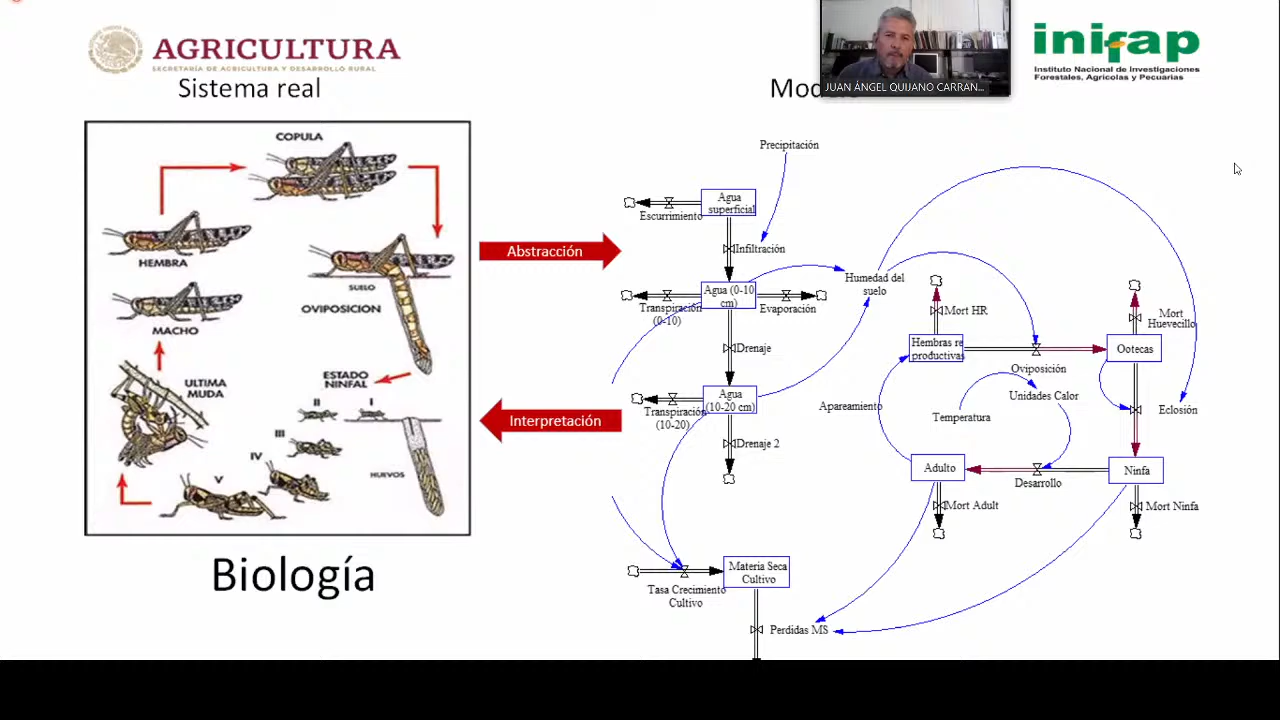 AGRICULTURA
SECRETARÍA DE AGRICULTURA Y DESARROLLO RURAL
Sistema real
JUAN ÁNGEL QUIJANO CARRAN...
inifap
Instituto Nacional de Investigaciones
Forestales, Agrícolas y Pecuarias
COPULA
HEMBRA
MACHO
SUELO
OVIPOSICION
ULTIMA
MUDA
ESTADO
NINFAL
II
I
III
IV
V
HUEVOS
Biología
Abstracción
Interpretación
Precipitación
Agua
superficial
Escurrimiento
Infiltración
Agua (0-10
cm)
Transpiración
(0-10)
Evaporación
Humedad del
suelo
Drenaje
Agua
(10-20 cm)
Transpiración
(10-20)
Drenaje 2
Materia Seca
Cultivo
Tasa Crecimiento
Cultivo
Perdidas MS
Mort HR
Hembras re
productivas
Oviposición
Mort
Huevecillo
Ootecas
Unidades Calor
Temperatura
Apareamiento
Eclosión
Adulto
Desarrollo
Ninfa
Mort Adult
Mort Ninfa